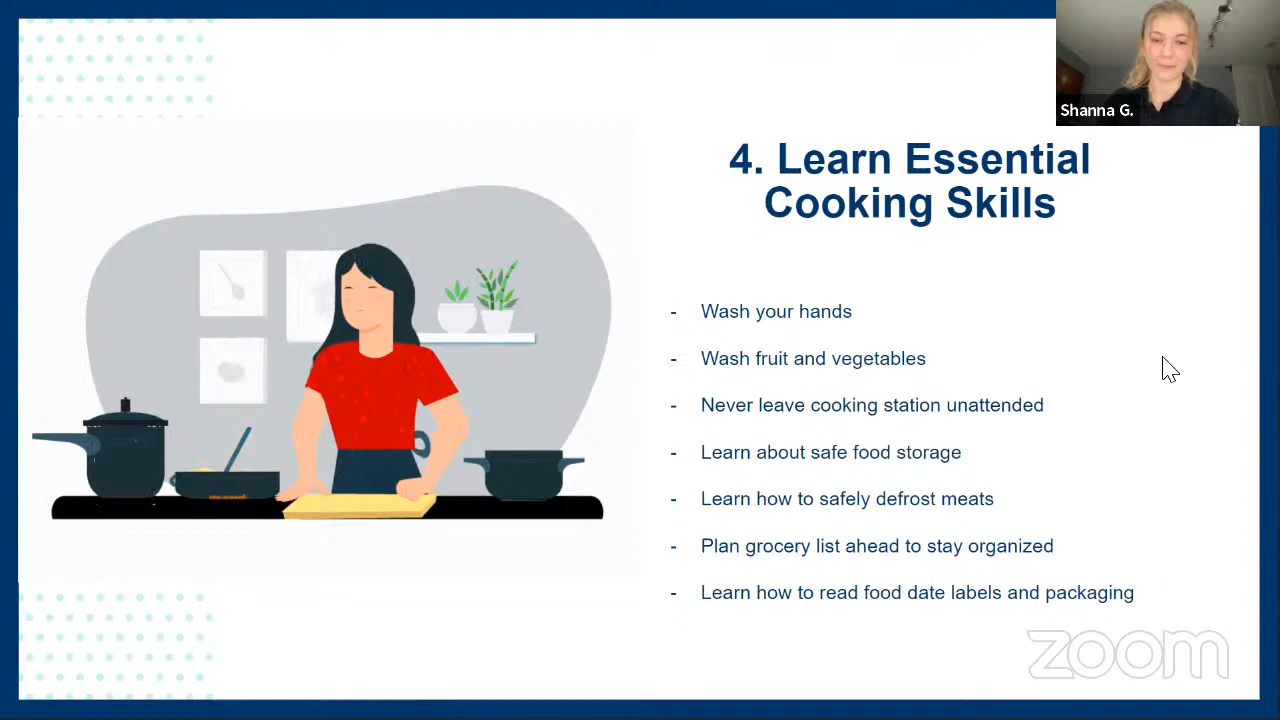 Shanna G.
4. Learn Essential
Cooking Skills
- Wash your hands
- Wash fruit and vegetables
- Never leave cooking station unattended
- Learn about safe food storage
- Learn how to safely defrost meats
- Plan grocery list ahead to stay organized
- Learn how to read food date labels and packaging
zoom